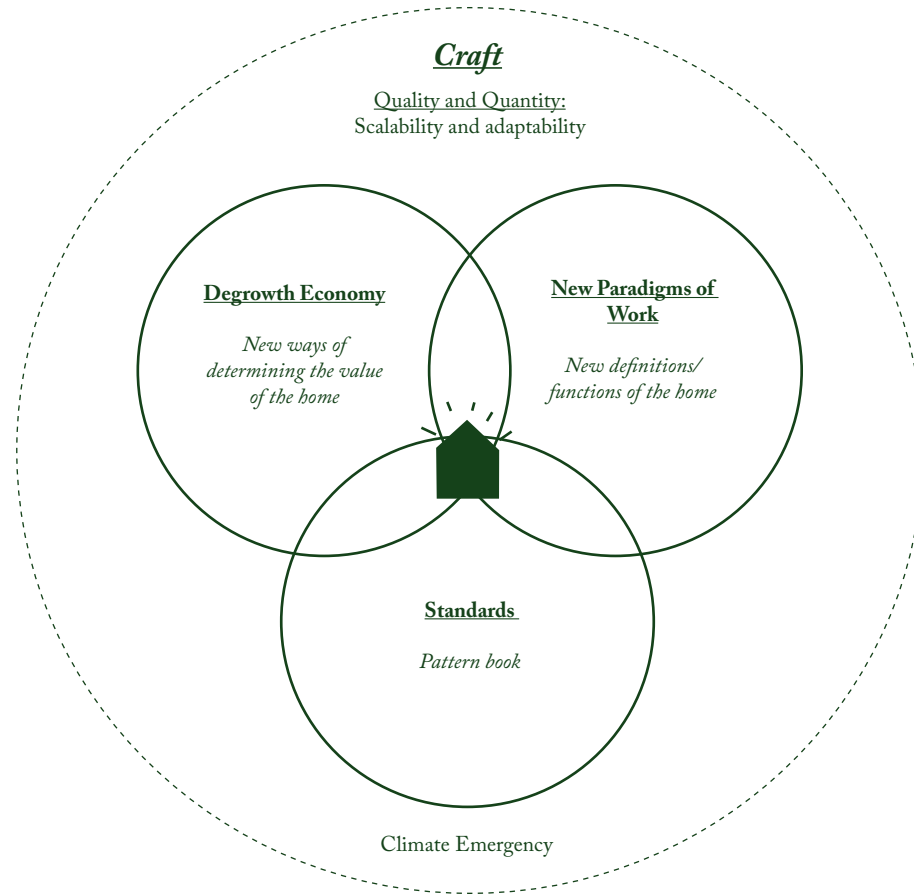 Craft
Quality and Quantity:
Scalability and adaptability
Degrowth Economy
New ways of
determining the value
of the home
New Paradigms of
Work
New definitions/
functions of the home
Standards
Pattern book
Climate Emergency